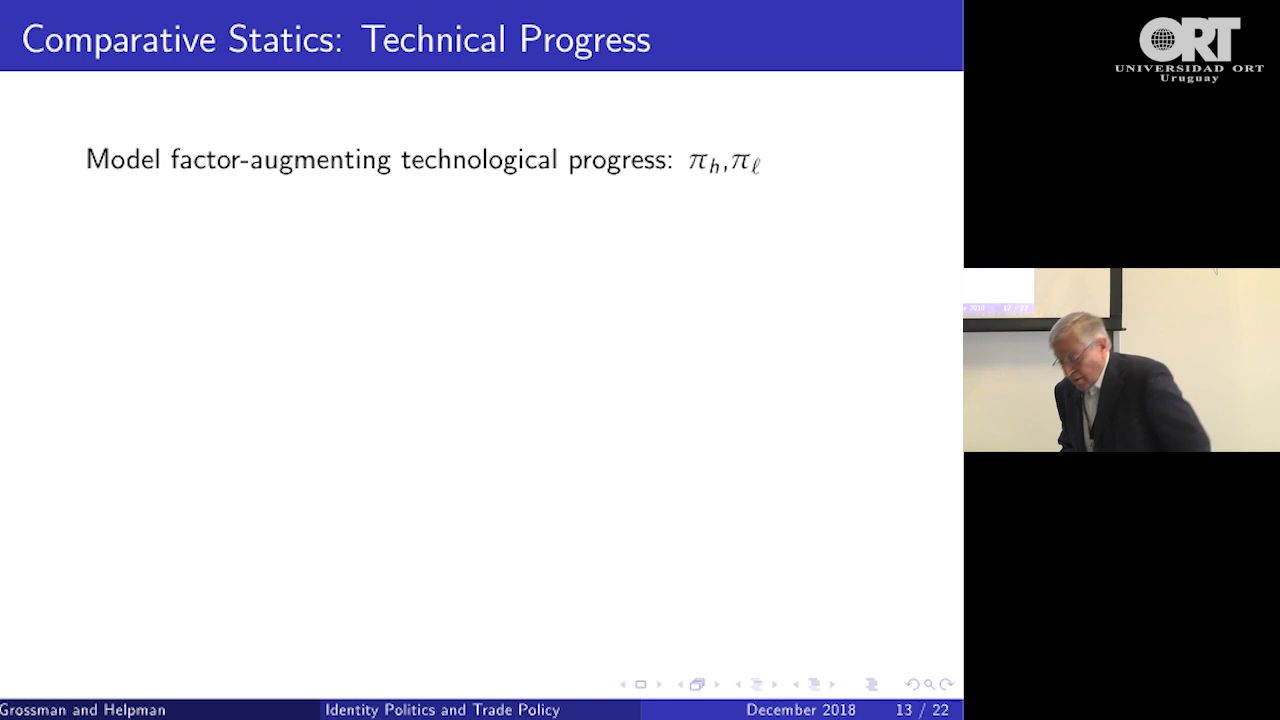 Comparative Statics: Technical Progress
Model factor-augmenting technological progress: πₕ,πℓ
Grossman and Helpman
Identity Politics and Trade Policy
December 2018
13 / 22
ORT
UNIVERSIDAD ORT
Uruguay